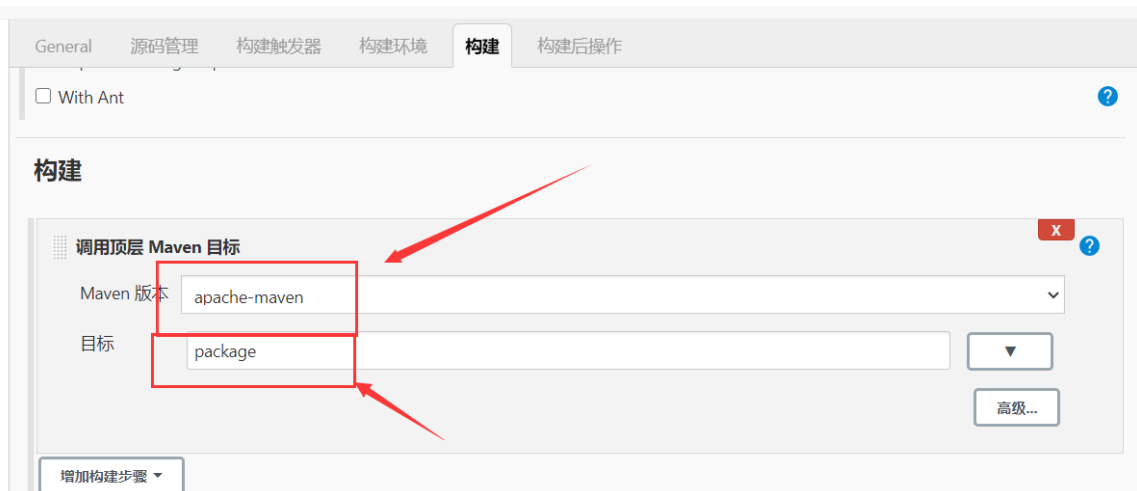 General 源码管理 构建触发器 构建环境 构建 构建后操作
With Ant
?
构建
调用顶层 Maven 目标
X
?
Maven 版本 apache-maven
目标 package
▼
高级...
增加构建步骤